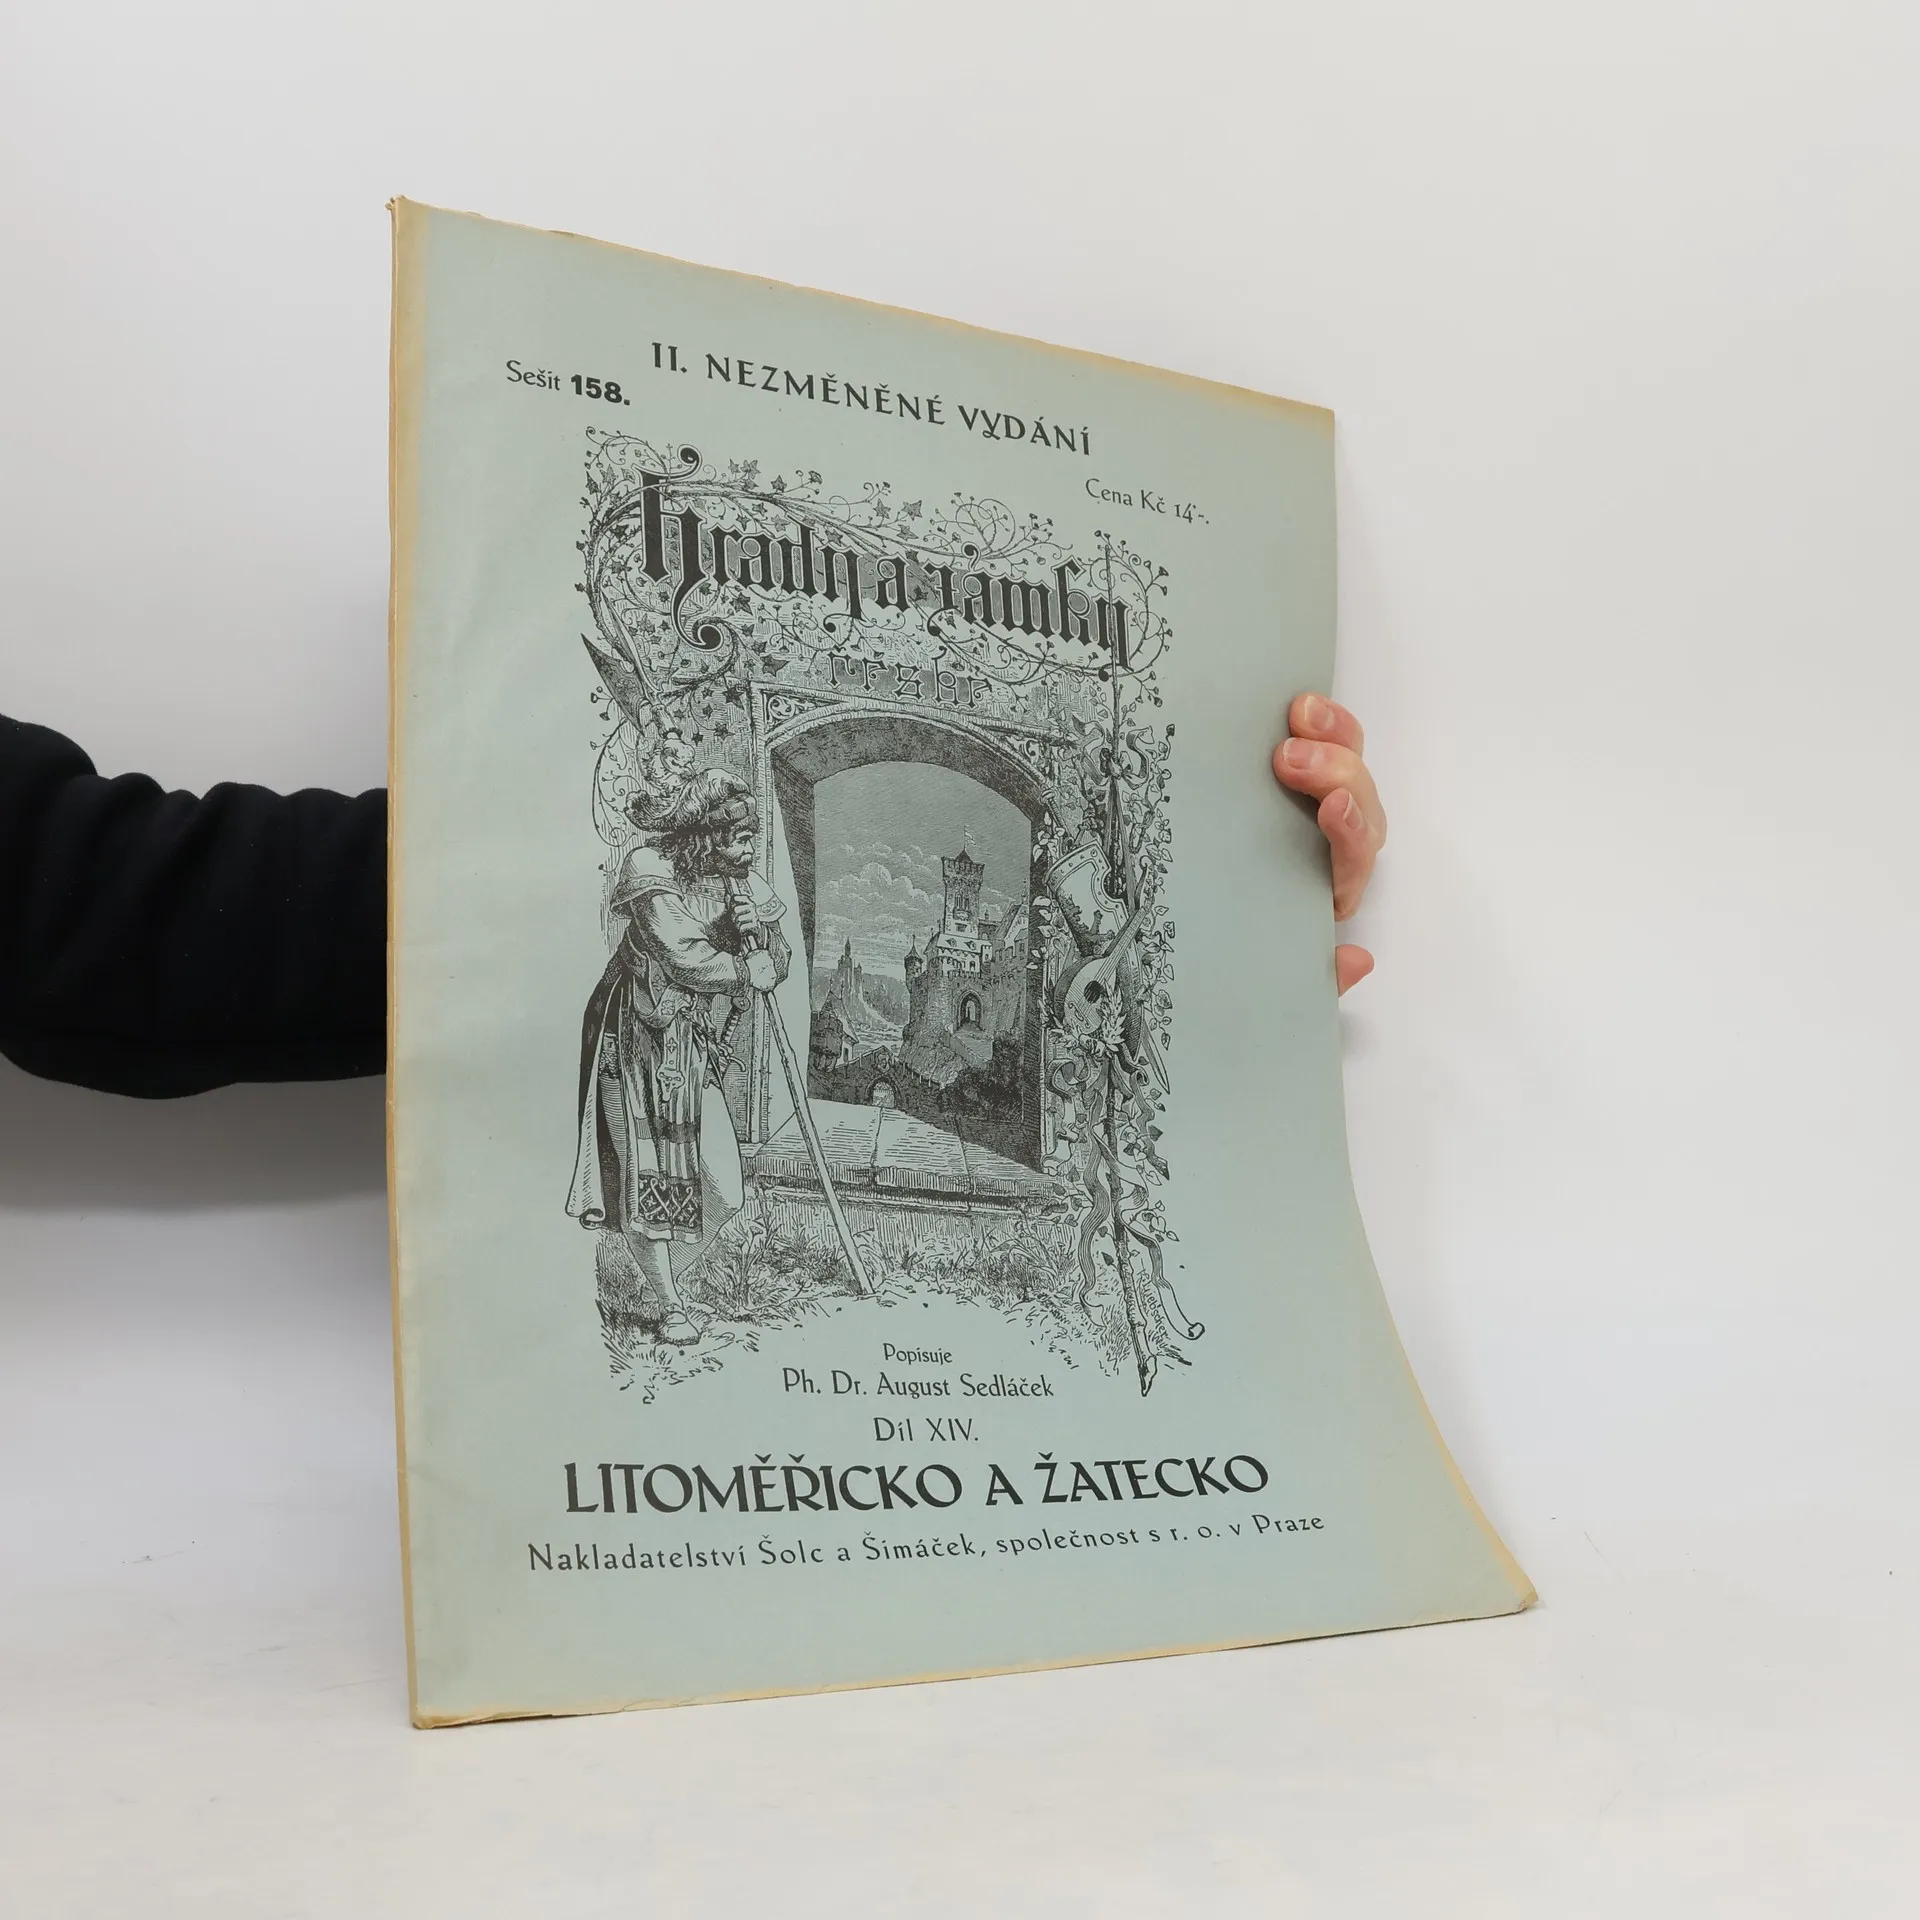 II. NEZMĚNĚNÉ VYDÁNÍ
Sešit 158.
Cena Kč 14·-.
Hrady a zámky
české
Popisuje
Ph. Dr. August Sedláček
Díl XIV.
LITOMĚŘICKO A ŽATECKO
Nakladatelství Šolc a Šimáček, společnost s r. o. v Praze